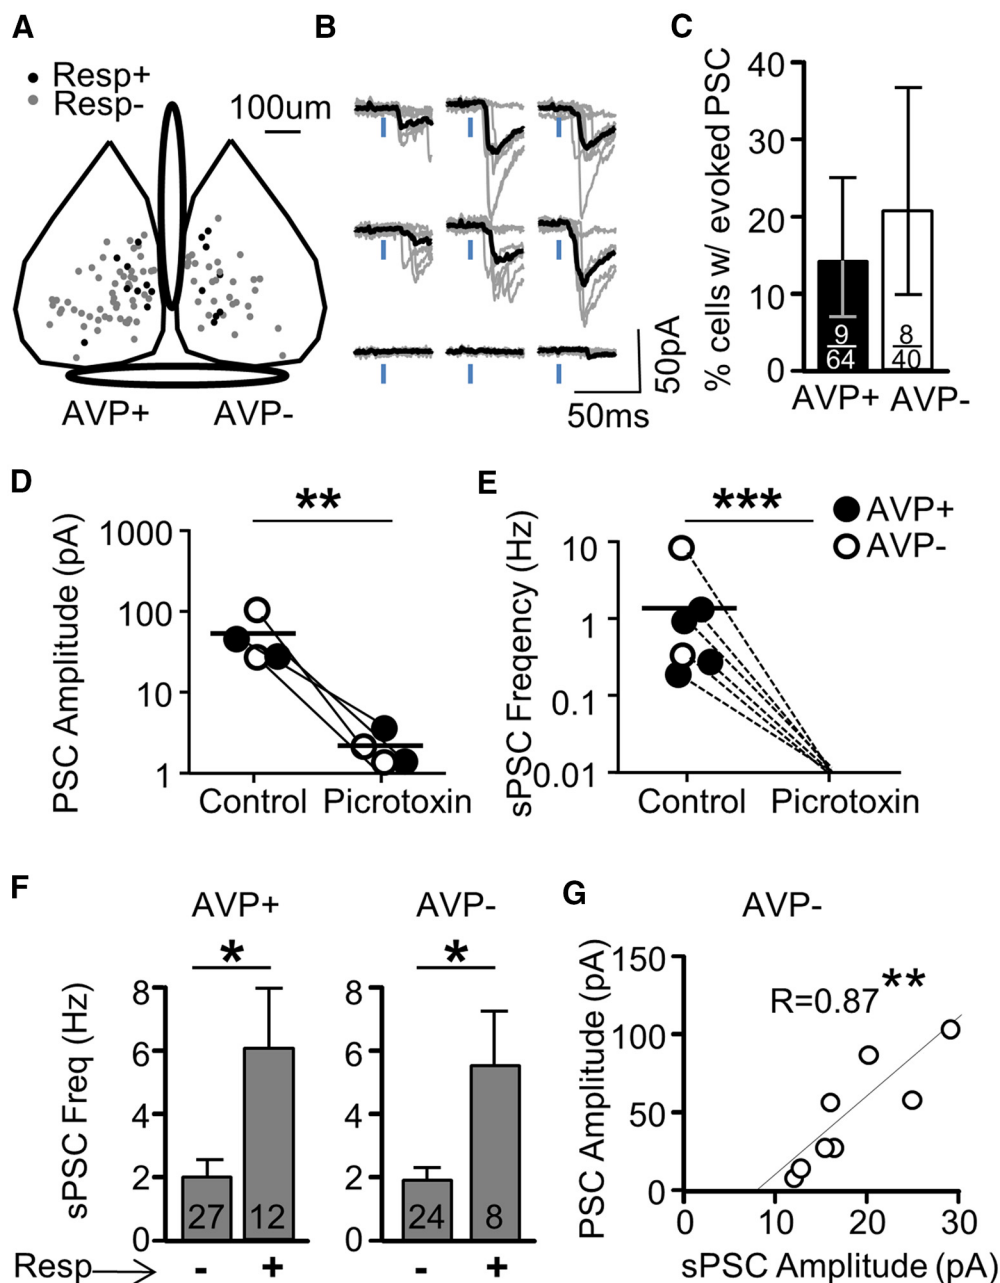 A
Resp+
Resp-
100um
AVP+
AVP-
B
50pA
50ms
C
% cells w/ evoked PSC
40
30
20
10
0
9
64
8
40
AVP+
AVP-
D
**
PSC Amplitude (pA)
1000
100
10
1
Control
Picrotoxin
E
***
AVP+
AVP-
sPSC Freqency (Hz)
10
1
0.1
0.01
Control
Picrotoxin
F
AVP+
*
sPSC Freq (Hz)
8
6
4
2
0
27
12
AVP-
*
8
6
4
2
0
24
8
Resp
-
+
-
+
G
AVP-
PSC Amplitude (pA)
150
100
50
0
R=0.87**
0
10
20
30
sPSC Amplitude (pA)